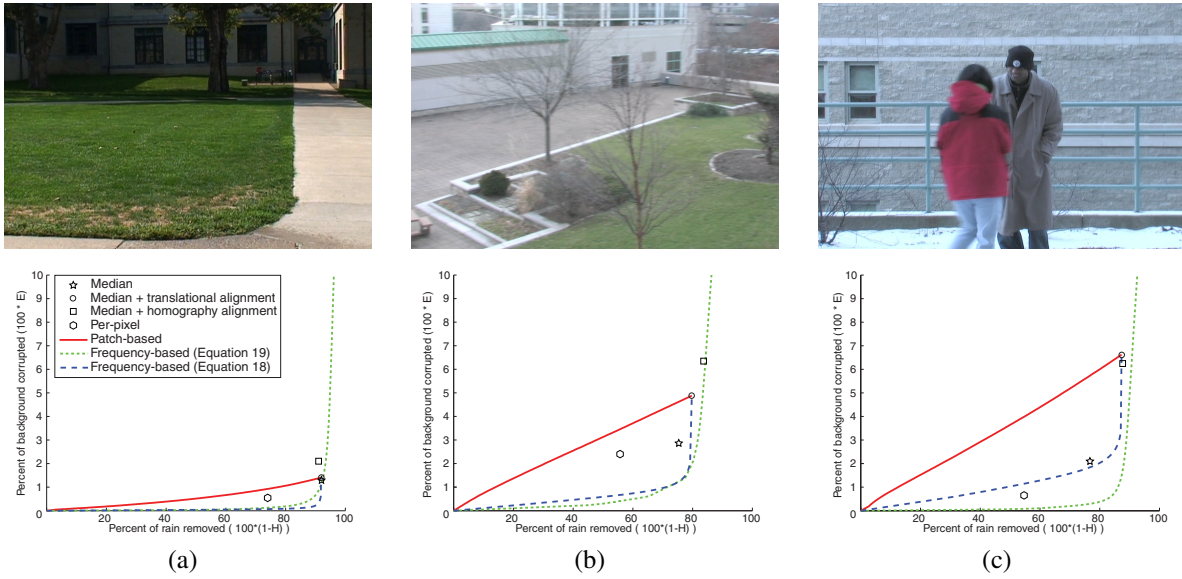 10
9
8
7
6
5
4
3
2
1
0
Percent of background corrupted (100 * E)
Median
Median + translational alignment
Median + homography alignment
Per-pixel
Patch-based
Frequency-based (Equation 19)
Frequency-based (Equation 18)
20 40 60 80 100
Percent of rain removed ( 100*(1-H) )
(a)
10
9
8
7
6
5
4
3
2
1
0
Percent of background corrupted (100 * E)
20 40 60 80 100
Percent of rain removed ( 100*(1-H) )
(b)
10
9
8
7
6
5
4
3
2
1
0
Percent of background corrupted (100 * E)
20 40 60 80 100
Percent of rain removed ( 100*(1-H) )
(c)